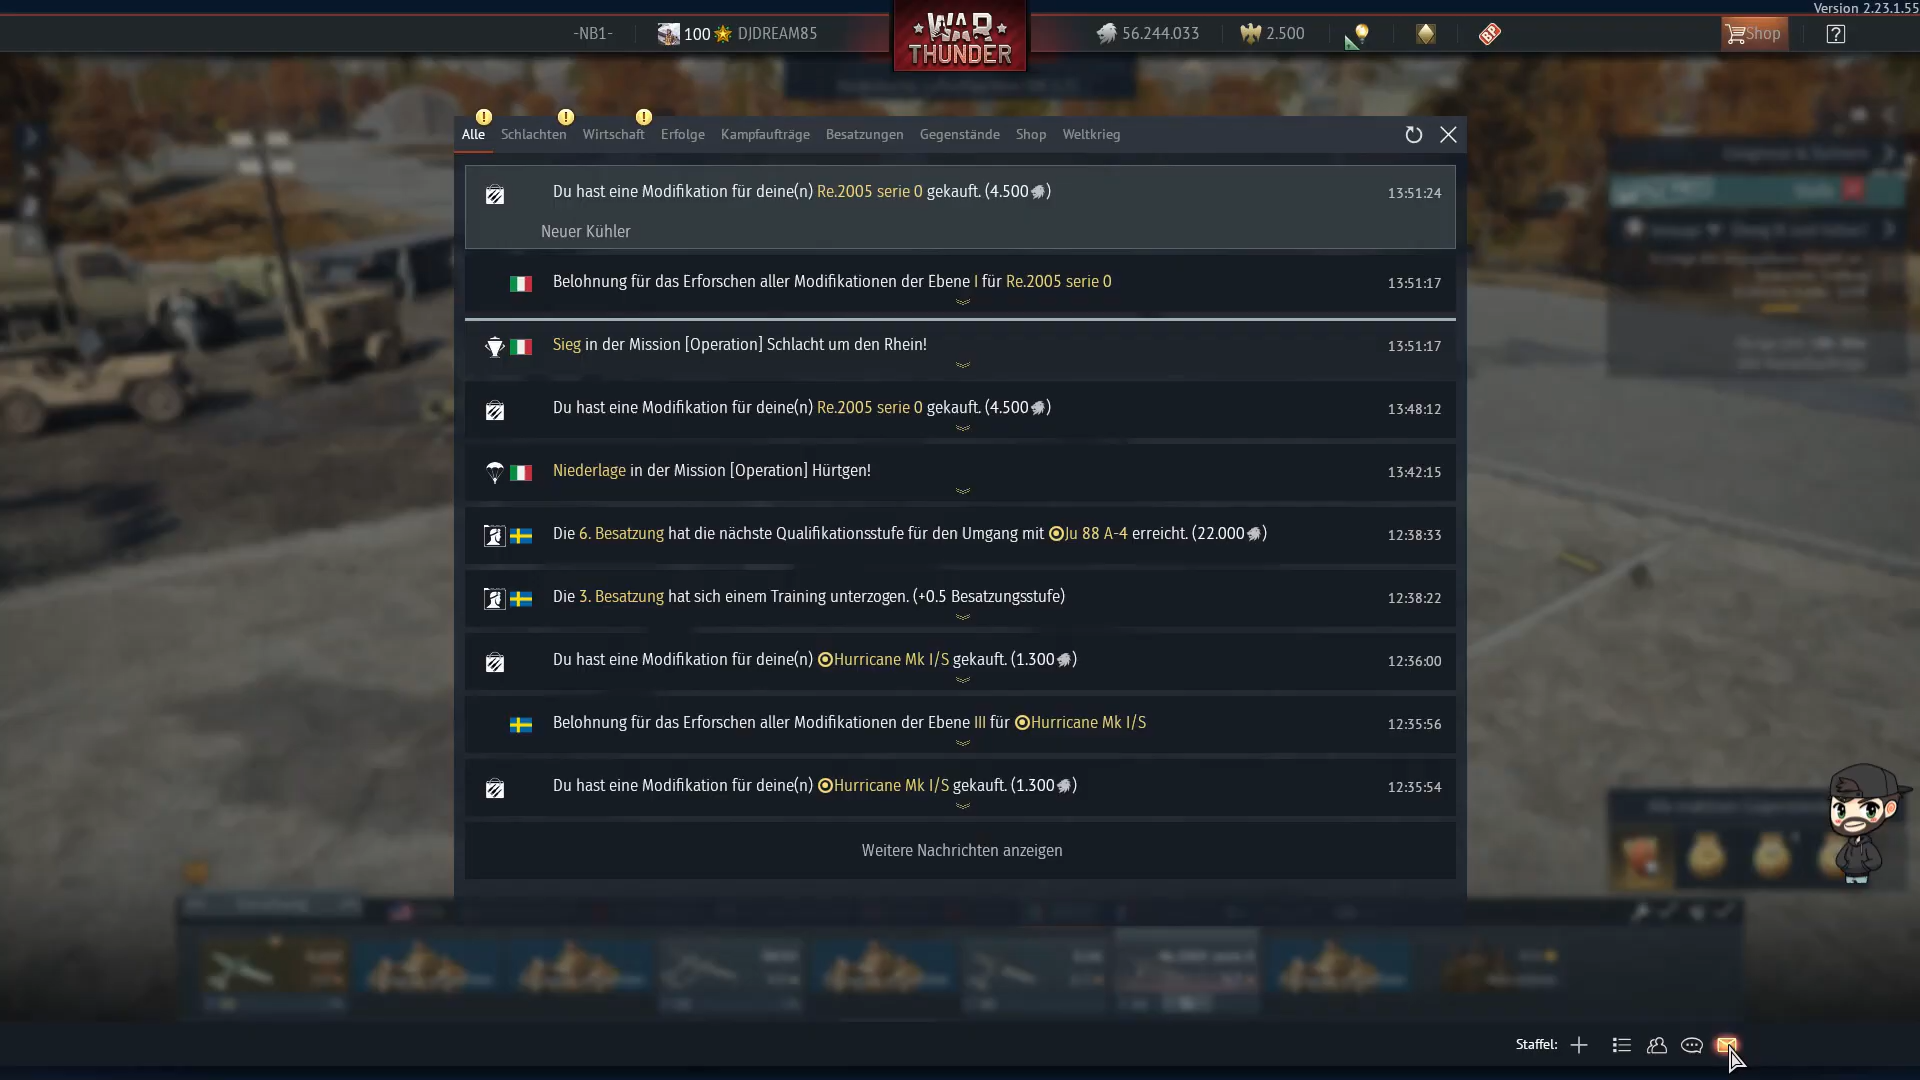 Version 2.23.1.55
-NB1- 100 DJDREAM85 WAR THUNDER 56.244.033 2.500 BP Shop ?
Alle Schlachten Wirtschaft Erfolge Kampfaufträge Besatzungen Gegenstände Shop Weltkrieg
Du hast eine Modifikation für deine(n) Re.2005 serie 0 gekauft. (4.500) 13:51:24
Neuer Kühler
Belohnung für das Erforschen aller Modifikationen der Ebene I für Re.2005 serie 0 13:51:17
Sieg in der Mission [Operation] Schlacht um den Rhein! 13:51:17
Du hast eine Modifikation für deine(n) Re.2005 serie 0 gekauft. (4.500) 13:48:12
Niederlage in der Mission [Operation] Hürtgen! 13:42:15
Die 6. Besatzung hat die nächste Qualifikationsstufe für den Umgang mit Ju 88 A-4 erreicht. (22.000) 12:38:33
Die 3. Besatzung hat sich einem Training unterzogen. (+0.5 Besatzungsstufe) 12:38:22
Du hast eine Modifikation für deine(n) Hurricane Mk I/S gekauft. (1.300) 12:36:00
Belohnung für das Erforschen aller Modifikationen der Ebene III für Hurricane Mk I/S 12:35:56
Du hast eine Modifikation für deine(n) Hurricane Mk I/S gekauft. (1.300) 12:35:54
Weitere Nachrichten anzeigen
Staffel: